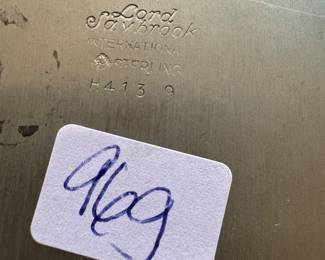 Lord
Saybrook
INTERNATIONAL
STERLING
H413 9
969